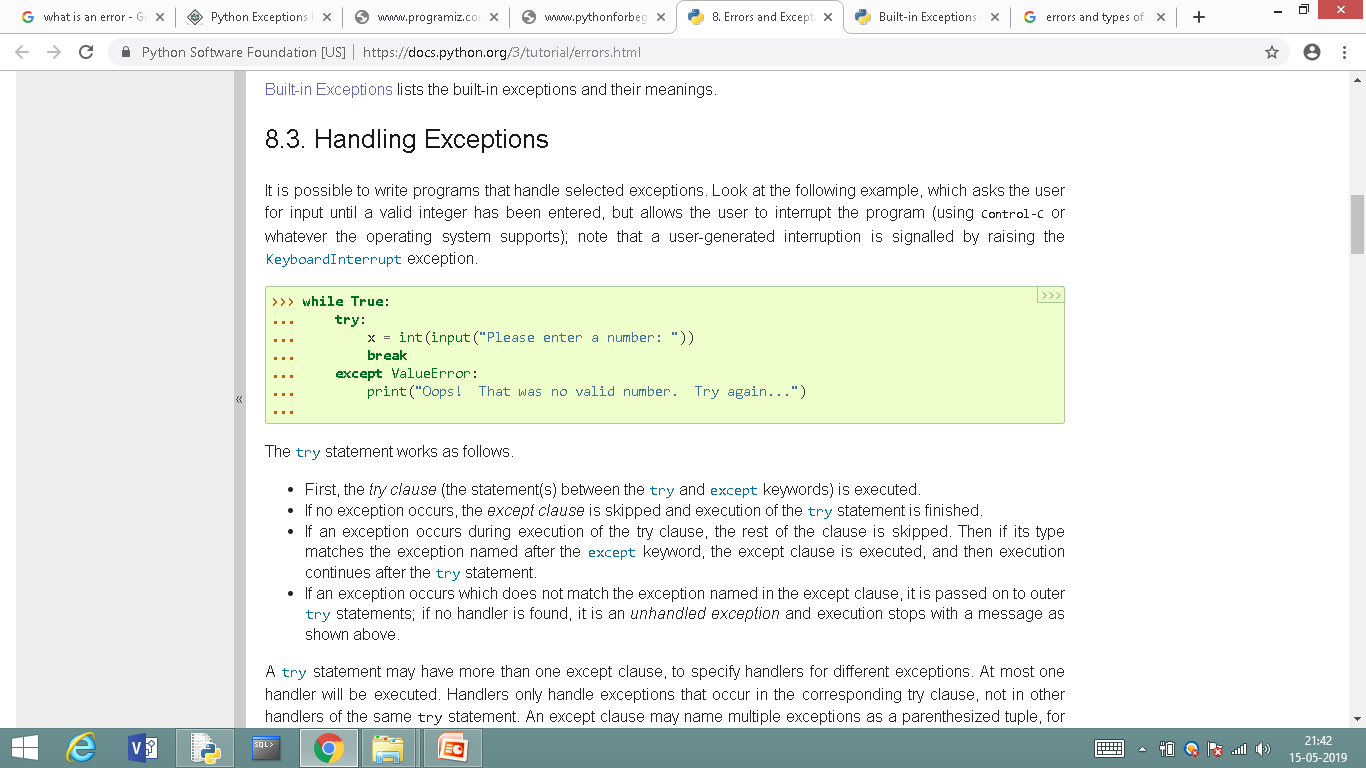 what is an error - G
Python Exceptions
www.programiz.co
www.pythonforbeg
8. Errors and Except
Built-in Exceptions
errors and types of
Python Software Foundation [US] | https://docs.python.org/3/tutorial/errors.html
Built-in Exceptions lists the built-in exceptions and their meanings.
8.3. Handling Exceptions
It is possible to write programs that handle selected exceptions. Look at the following example, which asks the user
for input until a valid integer has been entered, but allows the user to interrupt the program (using Control-C or
whatever the operating system supports); note that a user-generated interruption is signalled by raising the
KeyboardInterrupt exception.
>>>
>>> while True:
...     try:
...         x = int(input("Please enter a number: "))
...         break
...     except ValueError:
...         print("Oops!  That was no valid number.  Try again...")
...
«
The try statement works as follows.
• First, the try clause (the statement(s) between the try and except keywords) is executed.
• If no exception occurs, the except clause is skipped and execution of the try statement is finished.
• If an exception occurs during execution of the try clause, the rest of the clause is skipped. Then if its type
matches the exception named after the except keyword, the except clause is executed, and then execution
continues after the try statement.
• If an exception occurs which does not match the exception named in the except clause, it is passed on to outer
try statements; if no handler is found, it is an unhandled exception and execution stops with a message as
shown above.
A try statement may have more than one except clause, to specify handlers for different exceptions. At most one
handler will be executed. Handlers only handle exceptions that occur in the corresponding try clause, not in other
handlers of the same try statement. An except clause may name multiple exceptions as a parenthesized tuple, for
SQL>
21:42
15-05-2019